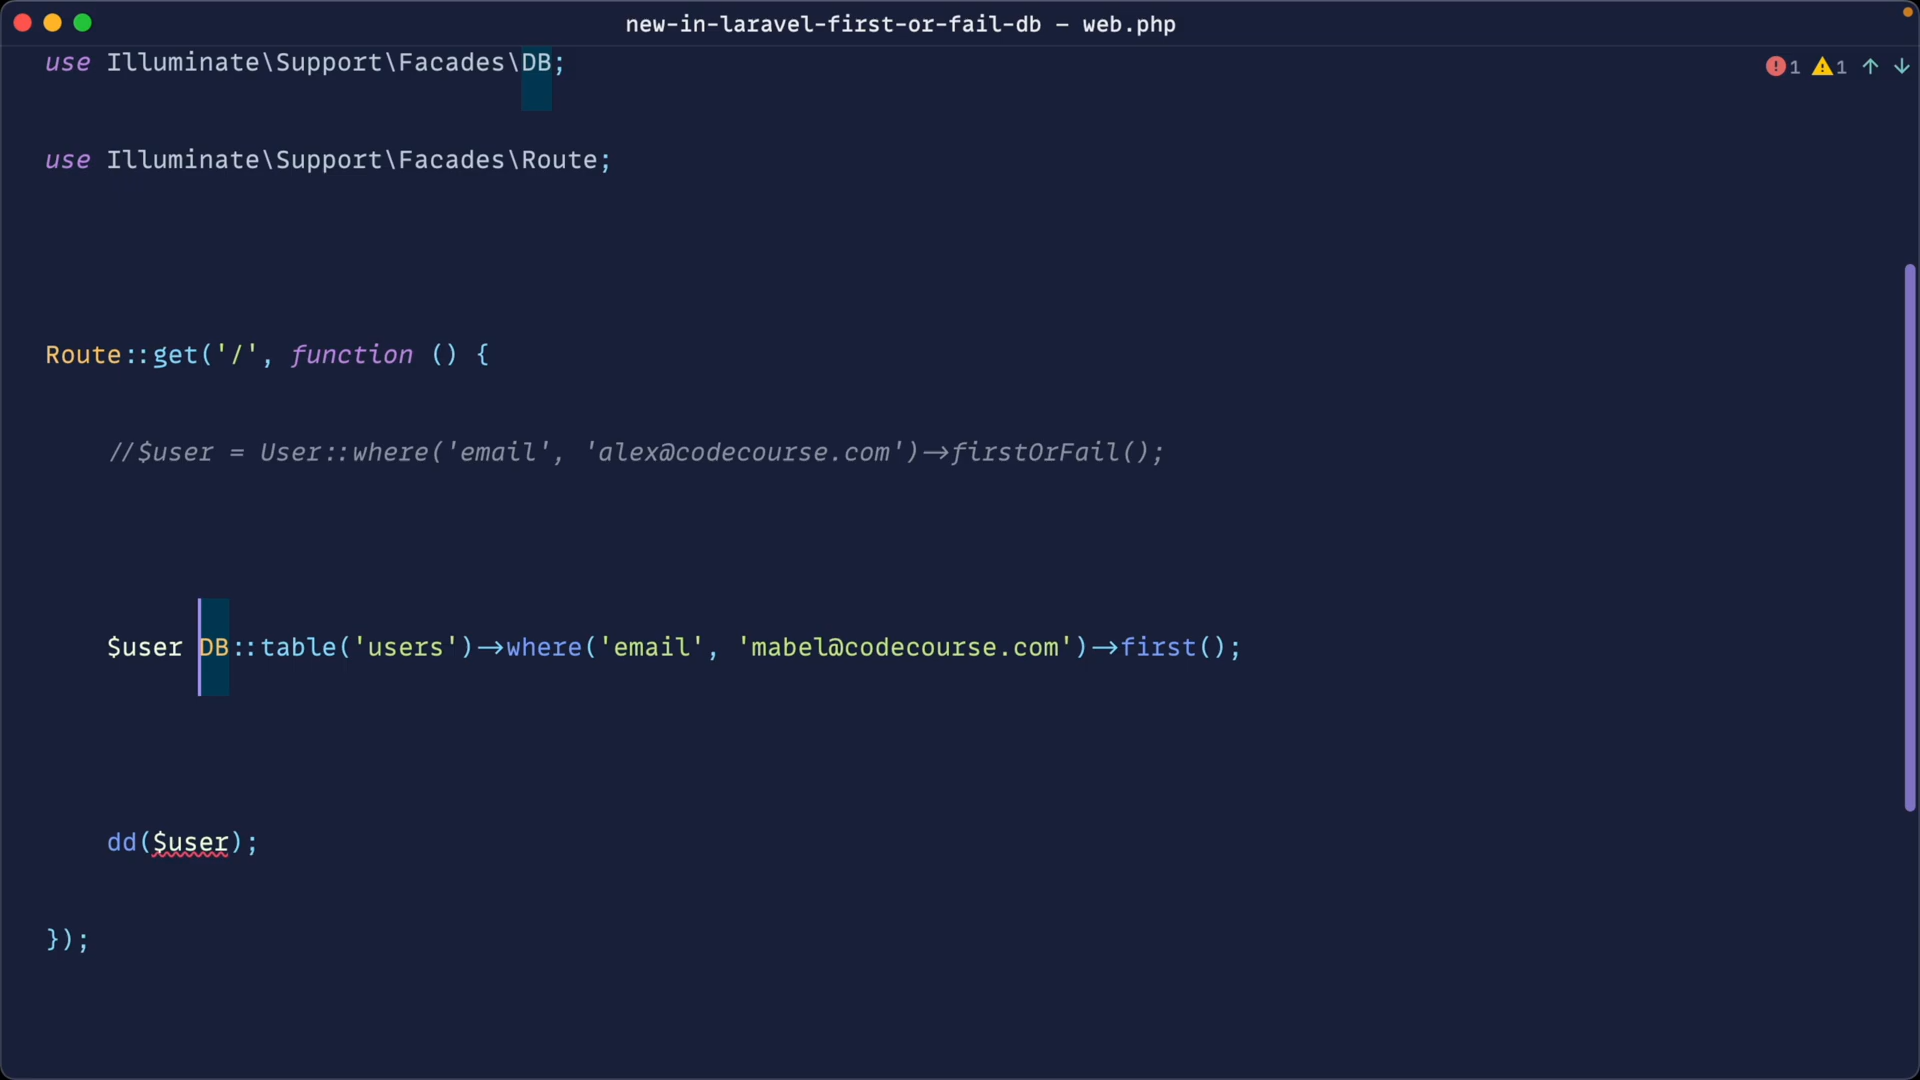 new-in-laravel-first-or-fail-db – web.php
use Illuminate\Support\Facades\DB;
1 1
use Illuminate\Support\Facades\Route;
Route::get('/', function () {
//$user = User::where('email', 'alex@codecourse.com')->firstOrFail();
$user DB::table('users')->where('email', 'mabel@codecourse.com')->first();
dd($user);
});